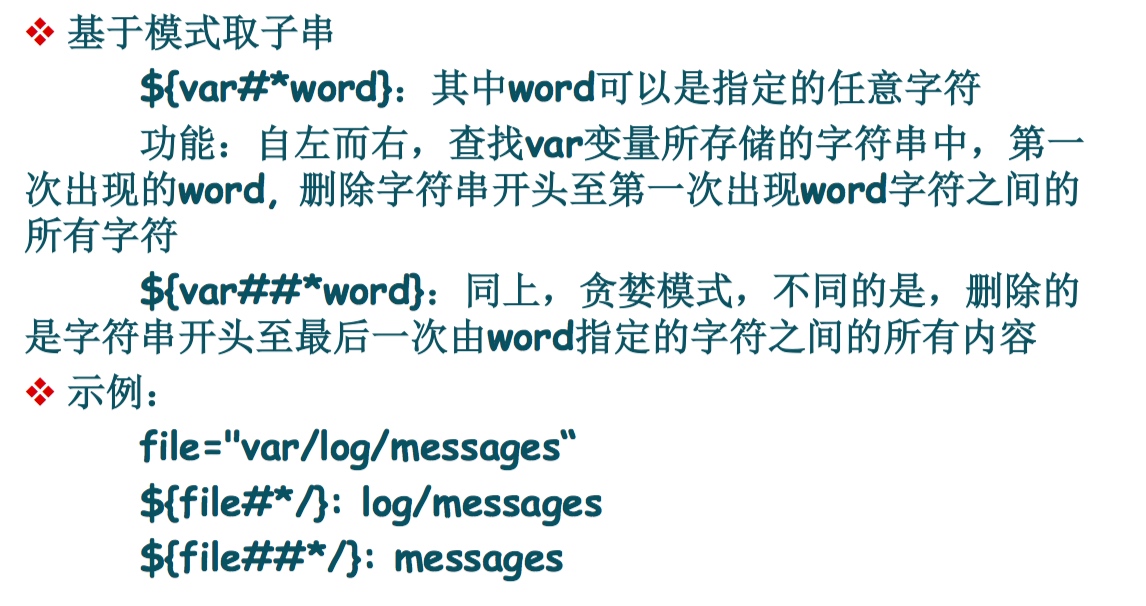 ❖ 基于模式取子串
${var#*word}：其中word可以是指定的任意字符
功能：自左而右，查找var变量所存储的字符串中，第一
次出现的word, 删除字符串开头至第一次出现word字符之间的
所有字符
${var##*word}：同上，贪婪模式，不同的是，删除的
是字符串开头至最后一次由word指定的字符之间的所有内容
❖ 示例：
file="var/log/messages“
${file#*/}: log/messages
${file##*/}: messages